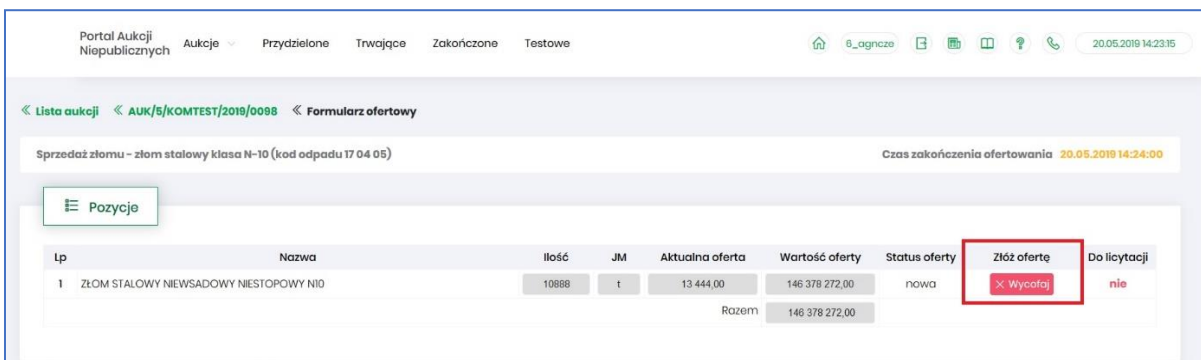 Portal Aukcji
Niepublicznych
Aukcje Przydzielone Trwające Zakończone Testowe 6_agncze 20.05.2019 14:23:15
Lista aukcji AUK/5/KOMTEST/2019/0098 Formularz ofertowy
Sprzedaż złomu - złom stalowy klasa N-10 (kod odpadu 17 04 05) Czas zakończenia ofertowania 20.05.2019 14:24:00
Pozycje
Lp Nazwa Ilość JM Aktualna oferta Wartość oferty Status oferty Złóż ofertę Do licytacji
1 ZŁOM STALOWY NIEWSADOWY NIESTOPOWY N10 10888 t 13 444,00 146 378 272,00 nowa × Wycofaj nie
Razem 146 378 272,00